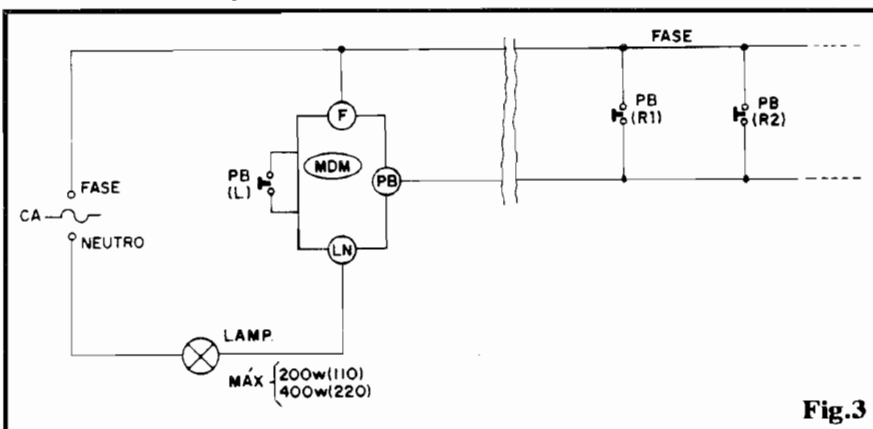 FASE
PB
(R1)
PB
(R2)
F
MDM
PB
(L)
PB
FASE
CA
NEUTRO
LN
LAMP.
MÁX 200w(110)
400w(220)
Fig.3